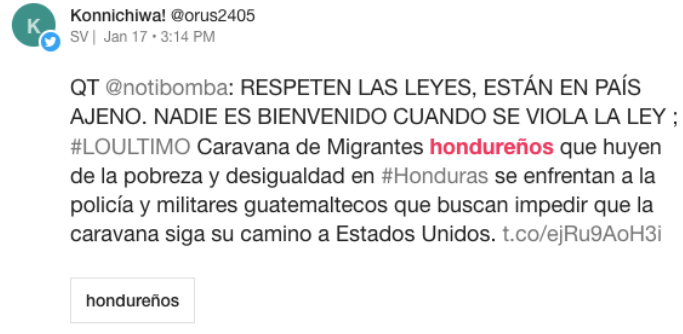 K
Konnichiwa! @orus2405
SV | Jan 17 • 3:14 PM
QT @notibomba: RESPETEN LAS LEYES, ESTÁN EN PAÍS
AJENO. NADIE ES BIENVENIDO CUANDO SE VIOLA LA LEY ;
#LOULTIMO Caravana de Migrantes hondureños que huyen
de la pobreza y desigualdad en #Honduras se enfrentan a la
policía y militares guatemaltecos que buscan impedir que la
caravana siga su camino a Estados Unidos. t.co/ejRu9AoH3i
hondureños